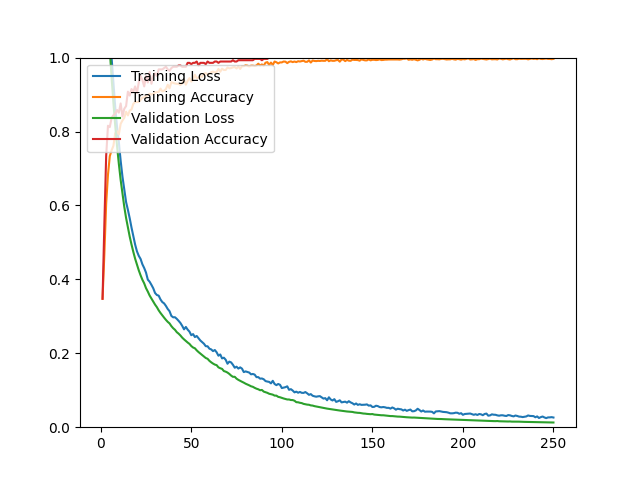 1.0
0.8
0.6
0.4
0.2
0.0
Training Loss
Training Accuracy
Validation Loss
Validation Accuracy
0 50 100 150 200 250